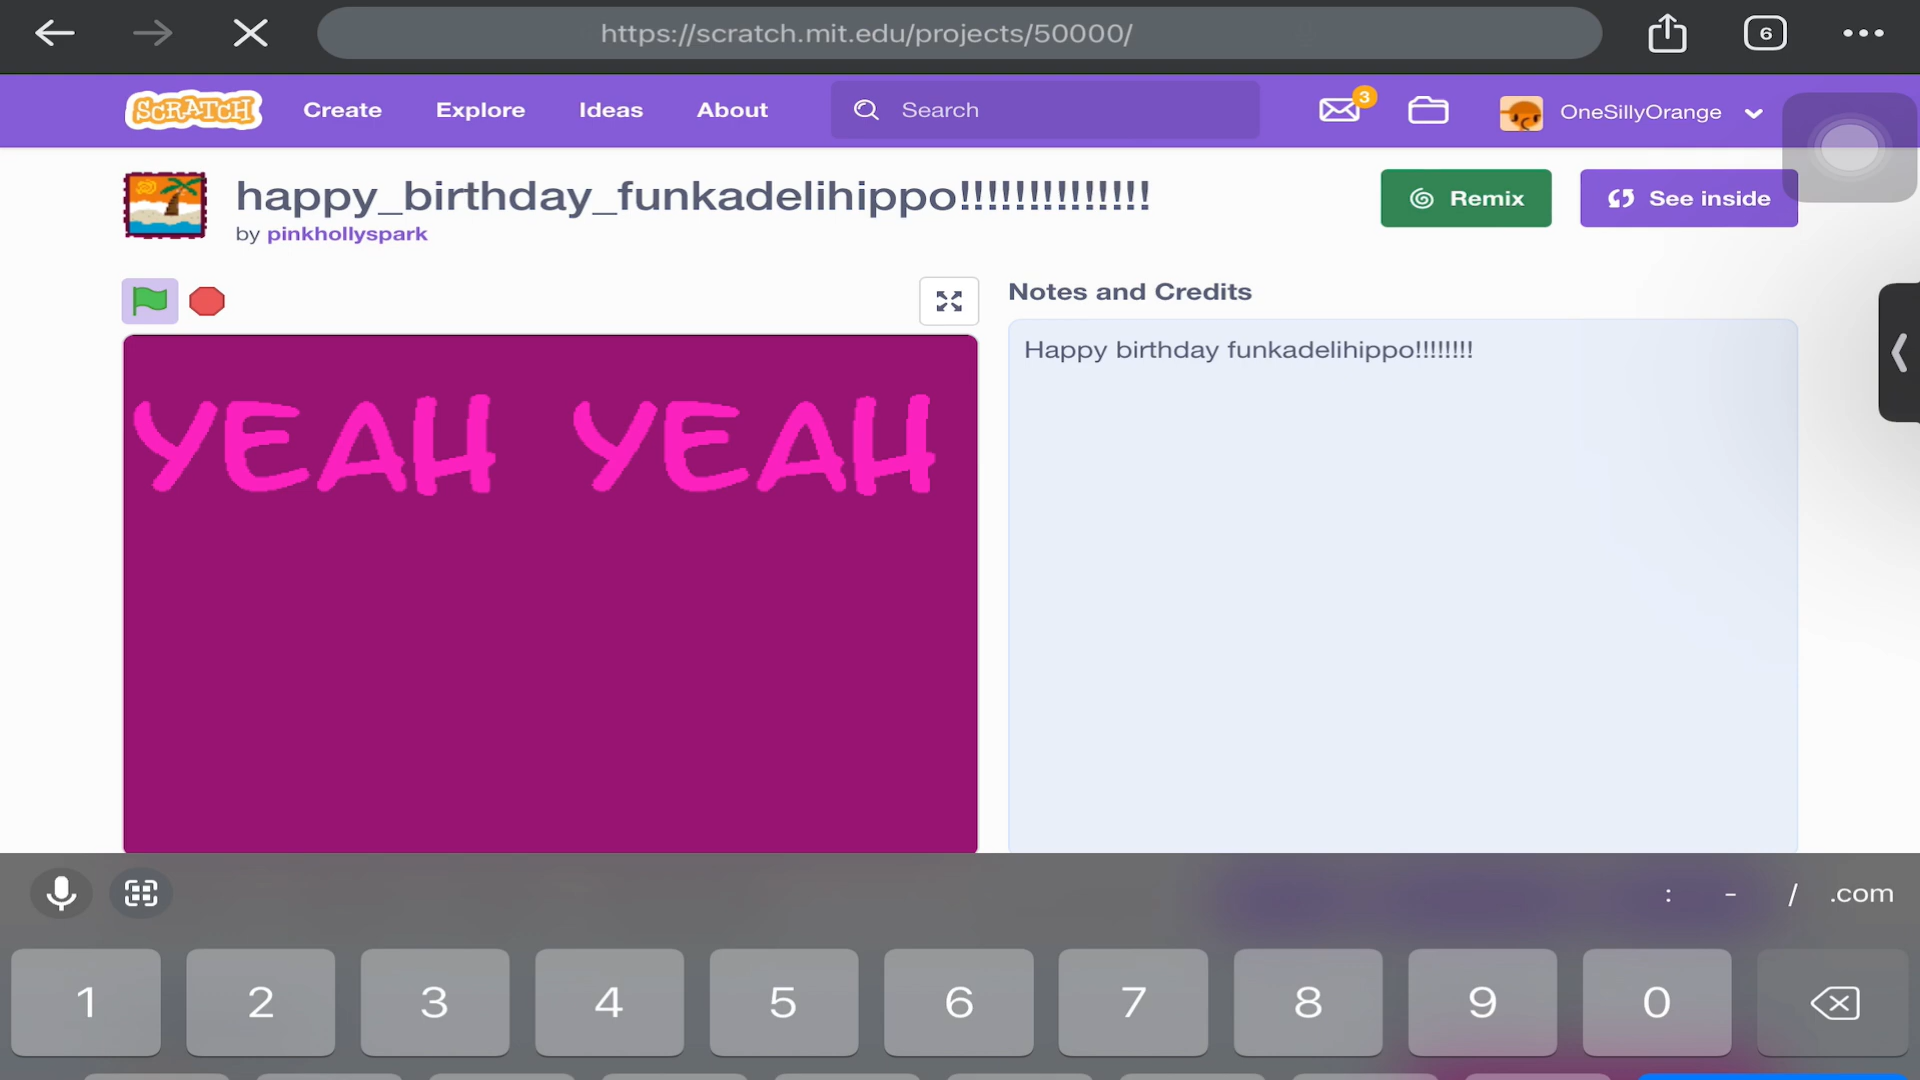 https://scratch.mit.edu/projects/50000/
6
SCRATCH
Create
Explore
Ideas
About
Search
3
OneSillyOrange
happy_birthday_funkadelihippo!!!!!!!!!!!!!!
by pinkhollyspark
Remix
See inside
Notes and Credits
Happy birthday funkadelihippo!!!!!!!!
YEAH YEAH
: - / .com
1 2 3 4 5 6 7 8 9 0